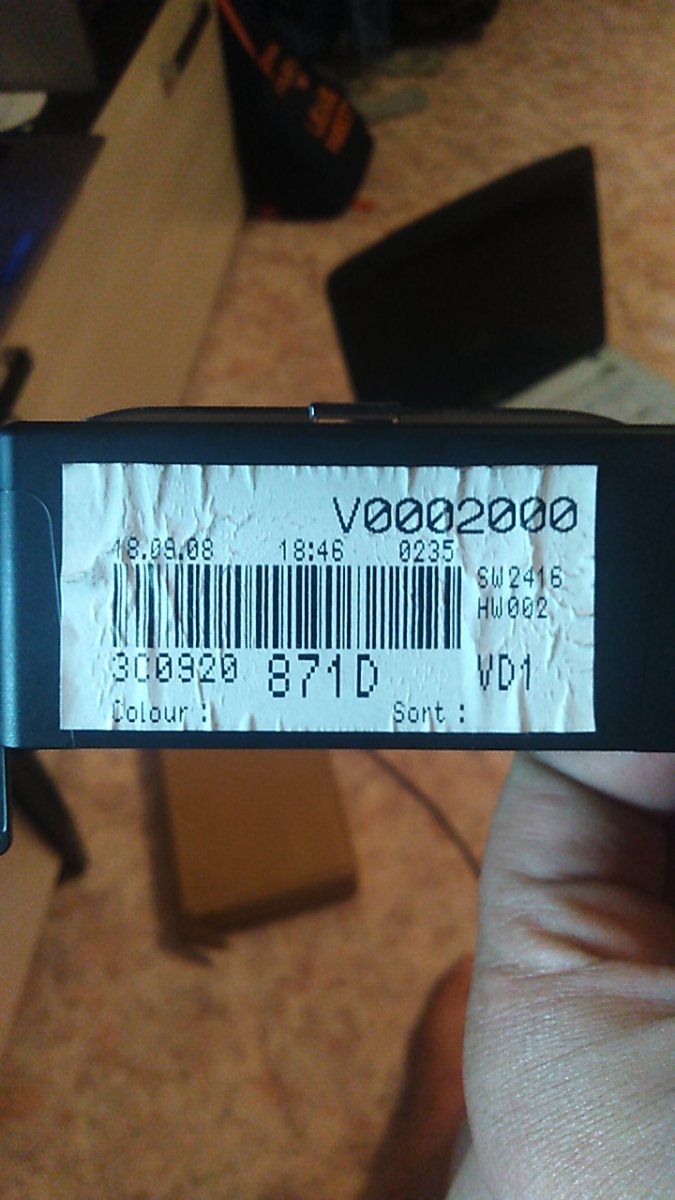 V0002000
18.09.08 18:46 0235
SW2416
HW002
3C0920 871D VD1
Colour : Sort :